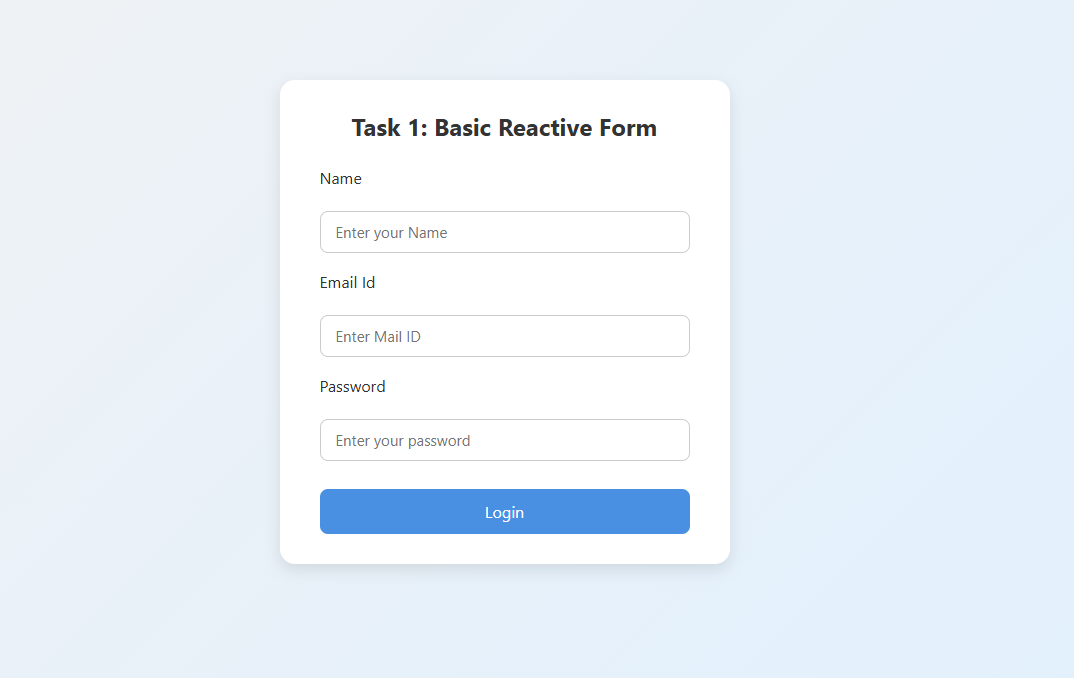 Task 1: Basic Reactive Form
Name
Enter your Name
Email Id
Enter Mail ID
Password
Enter your password
Login